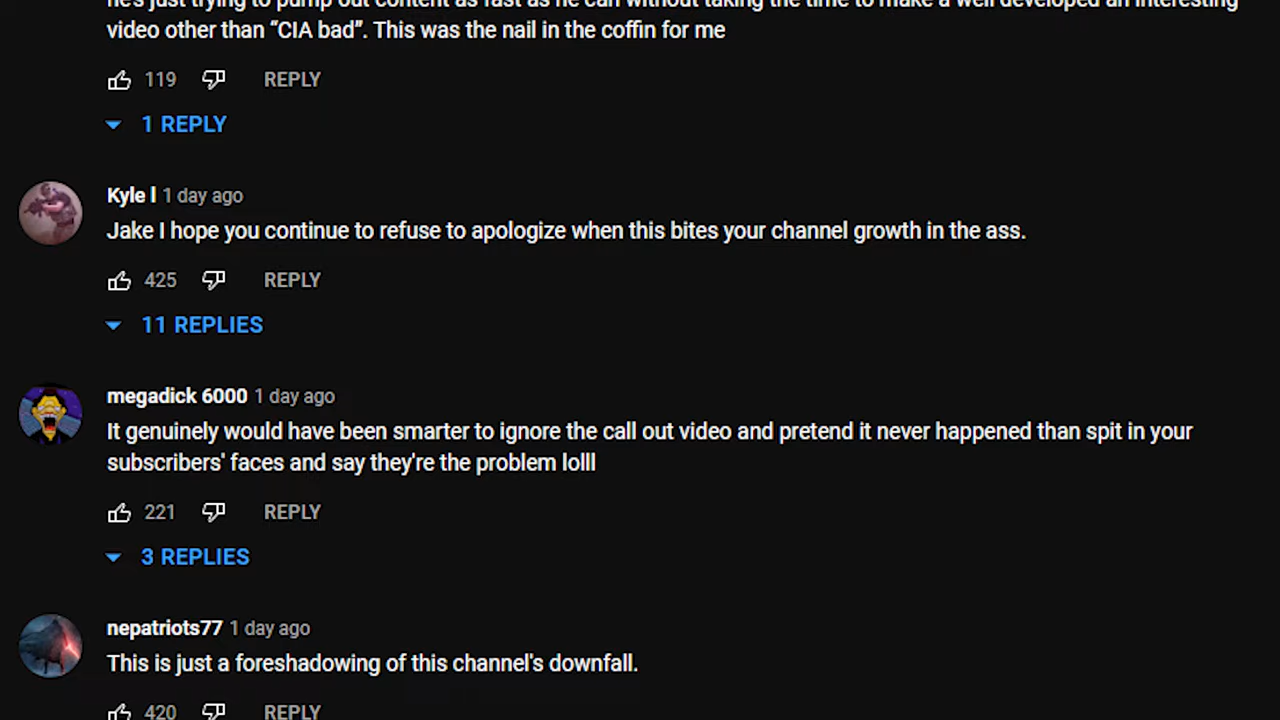 he's just trying to pump out content as fast as he can without taking the time to make a well developed an interesting
video other than “CIA bad”. This was the nail in the coffin for me
119 REPLY
1 REPLY
Kyle l 1 day ago
Jake I hope you continue to refuse to apologize when this bites your channel growth in the ass.
425 REPLY
11 REPLIES
megadick 6000 1 day ago
It genuinely would have been smarter to ignore the call out video and pretend it never happened than spit in your
subscribers' faces and say they're the problem lolll
221 REPLY
3 REPLIES
nepatriots77 1 day ago
This is just a foreshadowing of this channel's downfall.
420 REPLY